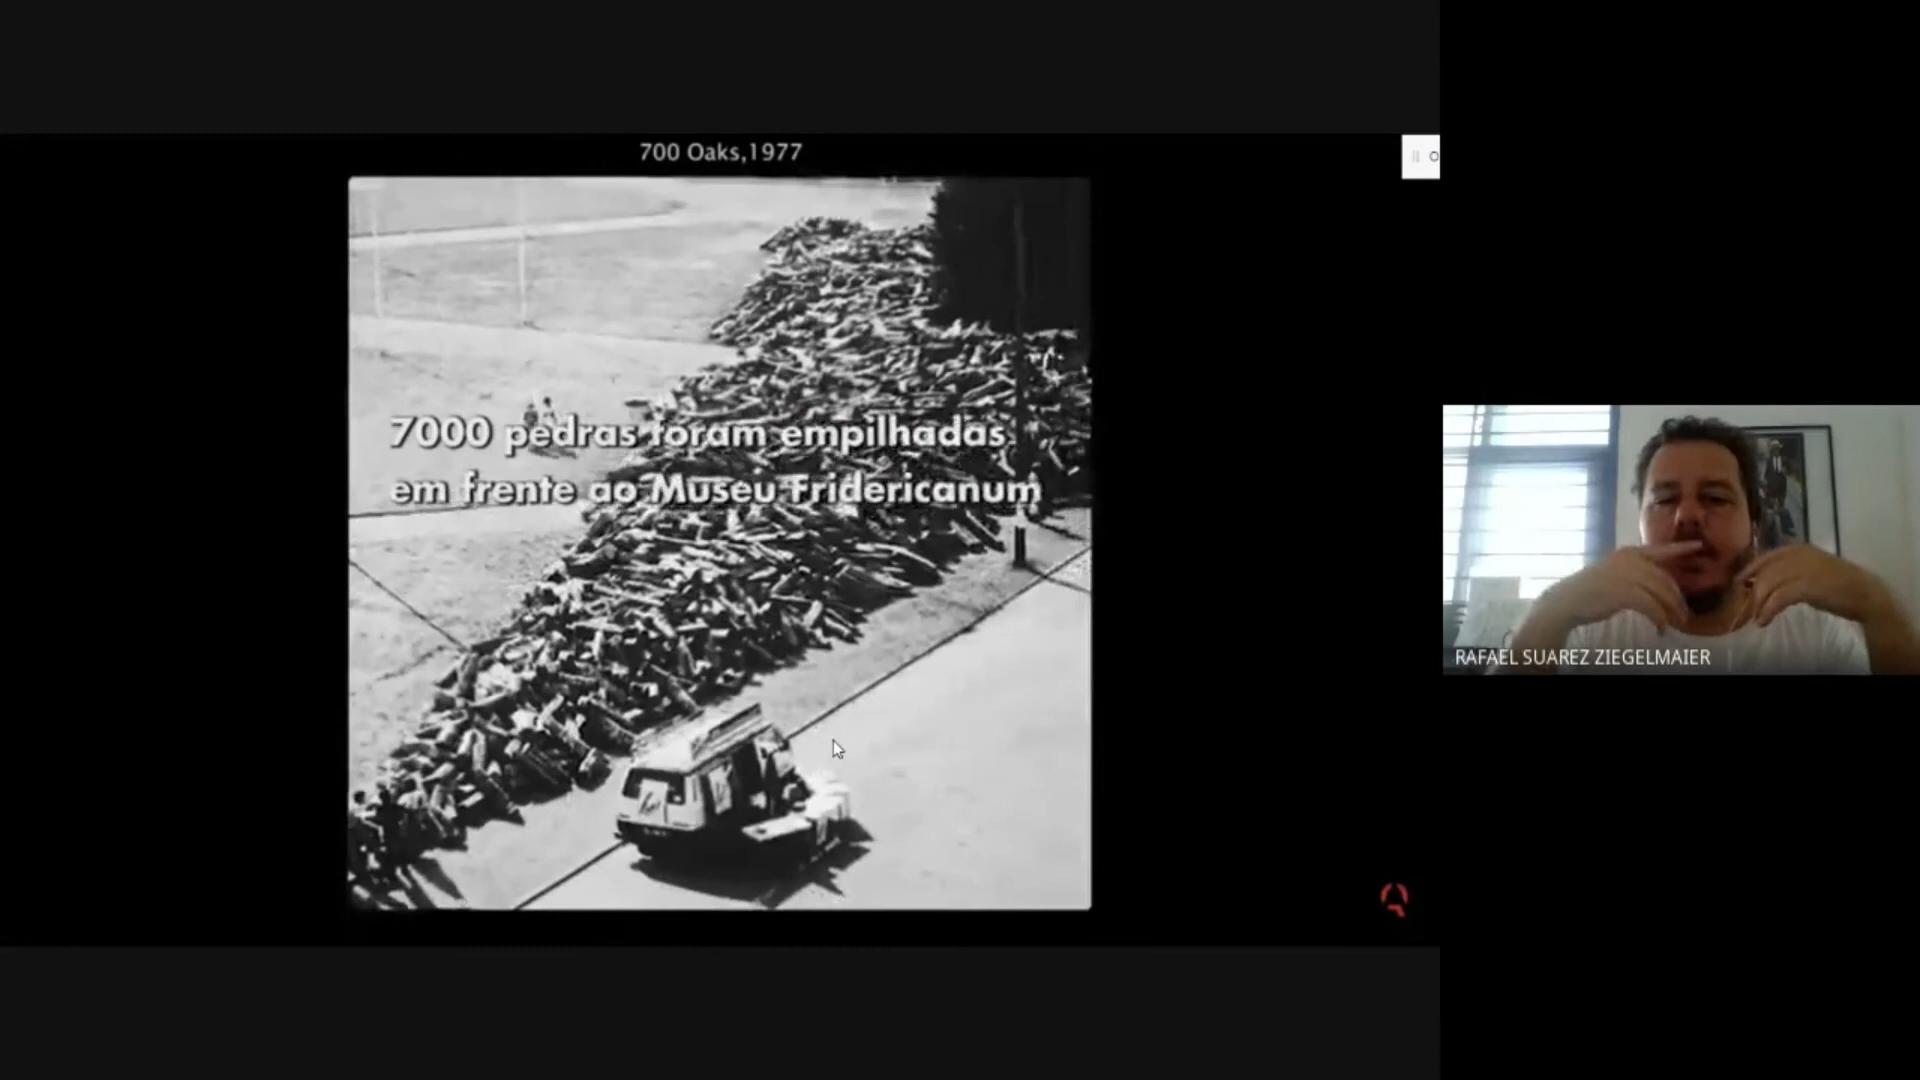 700 Oaks,1977
7000 pedras foram empilhadas
em frente ao Museu Fridericanum
RAFAEL SUAREZ ZIEGELMAIER